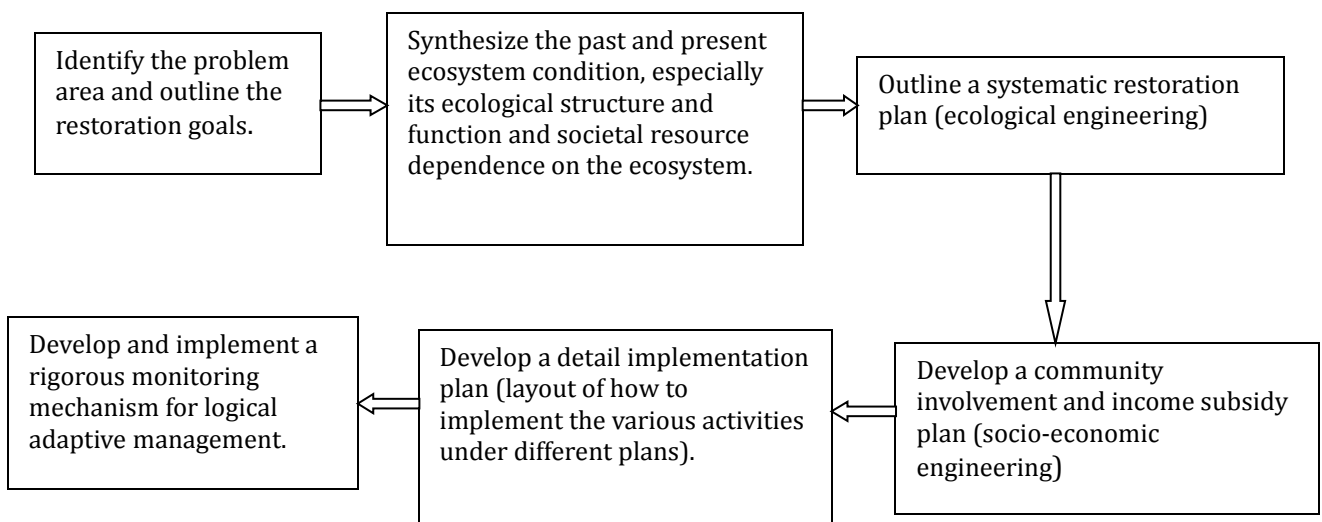 Identify the problem
area and outline the
restoration goals.
Synthesize the past and present
ecosystem condition, especially
its ecological structure and
function and societal resource
dependence on the ecosystem.
Outline a systematic restoration
plan (ecological engineering)
Develop a community
involvement and income subsidy
plan (socio-economic
engineering)
Develop a detail implementation
plan (layout of how to
implement the various activities
under different plans).
Develop and implement a
rigorous monitoring
mechanism for logical
adaptive management.